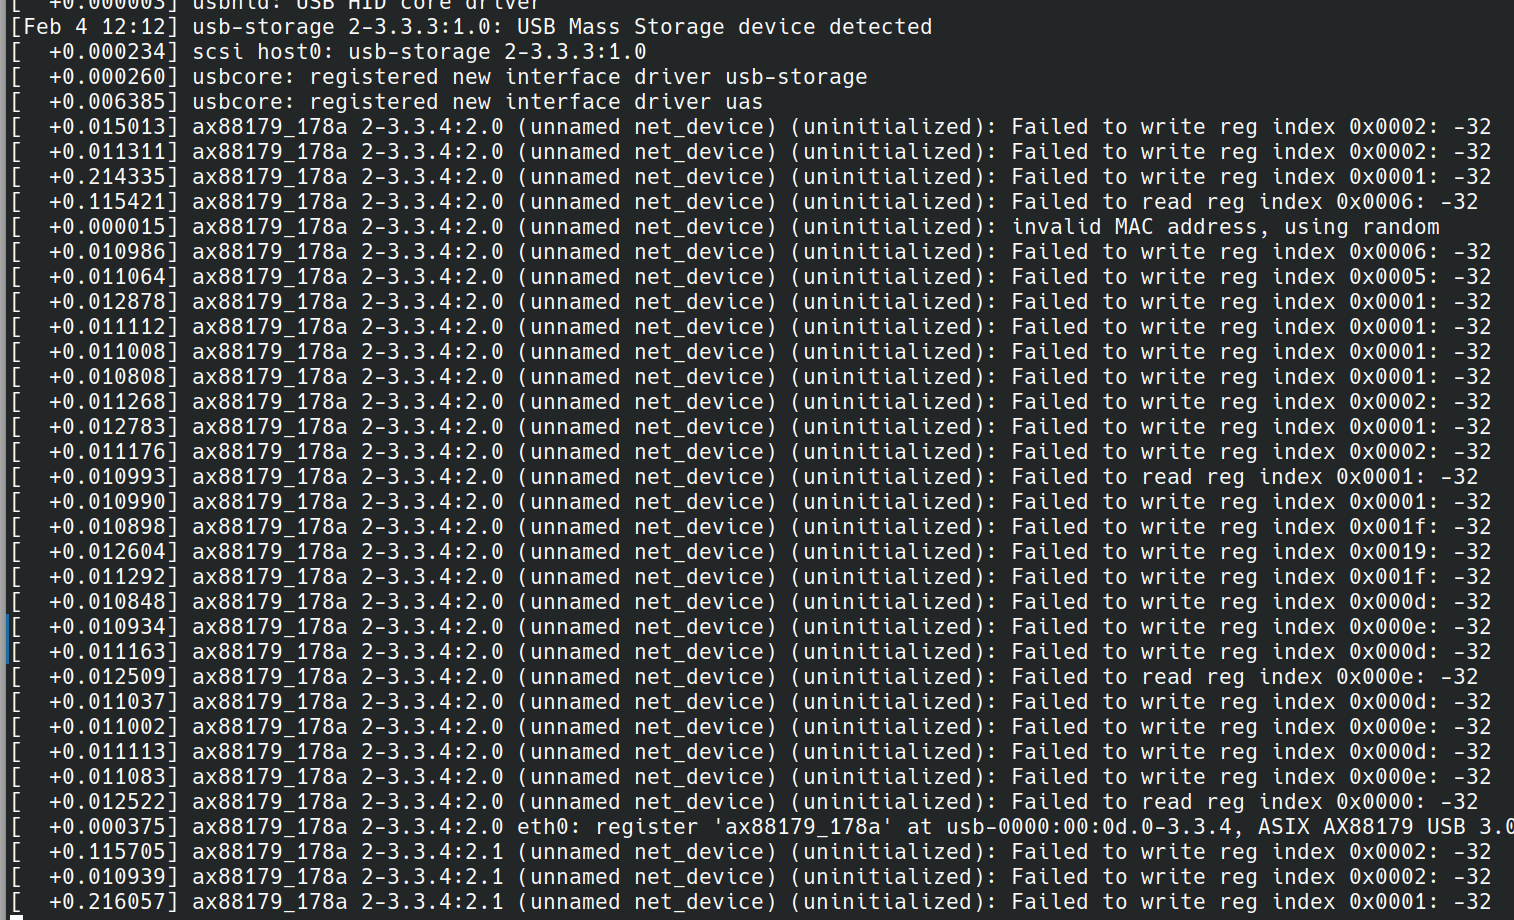 [  +0.000003] usbhid: USB HID core driver
[Feb 4 12:12] usb-storage 2-3.3.3:1.0: USB Mass Storage device detected
[  +0.000234] scsi host0: usb-storage 2-3.3.3:1.0
[  +0.000260] usbcore: registered new interface driver usb-storage
[  +0.006385] usbcore: registered new interface driver uas
[  +0.015013] ax88179_178a 2-3.3.4:2.0 (unnamed net_device) (uninitialized): Failed to write reg index 0x0002: -32
[  +0.011311] ax88179_178a 2-3.3.4:2.0 (unnamed net_device) (uninitialized): Failed to write reg index 0x0002: -32
[  +0.214335] ax88179_178a 2-3.3.4:2.0 (unnamed net_device) (uninitialized): Failed to write reg index 0x0001: -32
[  +0.115421] ax88179_178a 2-3.3.4:2.0 (unnamed net_device) (uninitialized): Failed to read reg index 0x0006: -32
[  +0.000015] ax88179_178a 2-3.3.4:2.0 (unnamed net_device) (uninitialized): invalid MAC address, using random
[  +0.010986] ax88179_178a 2-3.3.4:2.0 (unnamed net_device) (uninitialized): Failed to write reg index 0x0006: -32
[  +0.011064] ax88179_178a 2-3.3.4:2.0 (unnamed net_device) (uninitialized): Failed to write reg index 0x0005: -32
[  +0.012878] ax88179_178a 2-3.3.4:2.0 (unnamed net_device) (uninitialized): Failed to write reg index 0x0001: -32
[  +0.011112] ax88179_178a 2-3.3.4:2.0 (unnamed net_device) (uninitialized): Failed to write reg index 0x0001: -32
[  +0.011008] ax88179_178a 2-3.3.4:2.0 (unnamed net_device) (uninitialized): Failed to write reg index 0x0001: -32
[  +0.010808] ax88179_178a 2-3.3.4:2.0 (unnamed net_device) (uninitialized): Failed to write reg index 0x0001: -32
[  +0.011268] ax88179_178a 2-3.3.4:2.0 (unnamed net_device) (uninitialized): Failed to write reg index 0x0002: -32
[  +0.012783] ax88179_178a 2-3.3.4:2.0 (unnamed net_device) (uninitialized): Failed to write reg index 0x0001: -32
[  +0.011176] ax88179_178a 2-3.3.4:2.0 (unnamed net_device) (uninitialized): Failed to write reg index 0x0002: -32
[  +0.010993] ax88179_178a 2-3.3.4:2.0 (unnamed net_device) (uninitialized): Failed to read reg index 0x0001: -32
[  +0.010990] ax88179_178a 2-3.3.4:2.0 (unnamed net_device) (uninitialized): Failed to write reg index 0x0001: -32
[  +0.010898] ax88179_178a 2-3.3.4:2.0 (unnamed net_device) (uninitialized): Failed to write reg index 0x001f: -32
[  +0.012604] ax88179_178a 2-3.3.4:2.0 (unnamed net_device) (uninitialized): Failed to write reg index 0x0019: -32
[  +0.011292] ax88179_178a 2-3.3.4:2.0 (unnamed net_device) (uninitialized): Failed to write reg index 0x001f: -32
[  +0.010848] ax88179_178a 2-3.3.4:2.0 (unnamed net_device) (uninitialized): Failed to write reg index 0x000d: -32
[  +0.010934] ax88179_178a 2-3.3.4:2.0 (unnamed net_device) (uninitialized): Failed to write reg index 0x000e: -32
[  +0.011163] ax88179_178a 2-3.3.4:2.0 (unnamed net_device) (uninitialized): Failed to write reg index 0x000d: -32
[  +0.012509] ax88179_178a 2-3.3.4:2.0 (unnamed net_device) (uninitialized): Failed to read reg index 0x000e: -32
[  +0.011037] ax88179_178a 2-3.3.4:2.0 (unnamed net_device) (uninitialized): Failed to write reg index 0x000d: -32
[  +0.011002] ax88179_178a 2-3.3.4:2.0 (unnamed net_device) (uninitialized): Failed to write reg index 0x000e: -32
[  +0.011113] ax88179_178a 2-3.3.4:2.0 (unnamed net_device) (uninitialized): Failed to write reg index 0x000d: -32
[  +0.011083] ax88179_178a 2-3.3.4:2.0 (unnamed net_device) (uninitialized): Failed to write reg index 0x000e: -32
[  +0.012522] ax88179_178a 2-3.3.4:2.0 (unnamed net_device) (uninitialized): Failed to read reg index 0x0000: -32
[  +0.000375] ax88179_178a 2-3.3.4:2.0 eth0: register 'ax88179_178a' at usb-0000:00:0d.0-3.3.4, ASIX AX88179 USB 3.0
[  +0.115705] ax88179_178a 2-3.3.4:2.1 (unnamed net_device) (uninitialized): Failed to write reg index 0x0002: -32
[  +0.010939] ax88179_178a 2-3.3.4:2.1 (unnamed net_device) (uninitialized): Failed to write reg index 0x0002: -32
[  +0.216057] ax88179_178a 2-3.3.4:2.1 (unnamed net_device) (uninitialized): Failed to write reg index 0x0001: -32